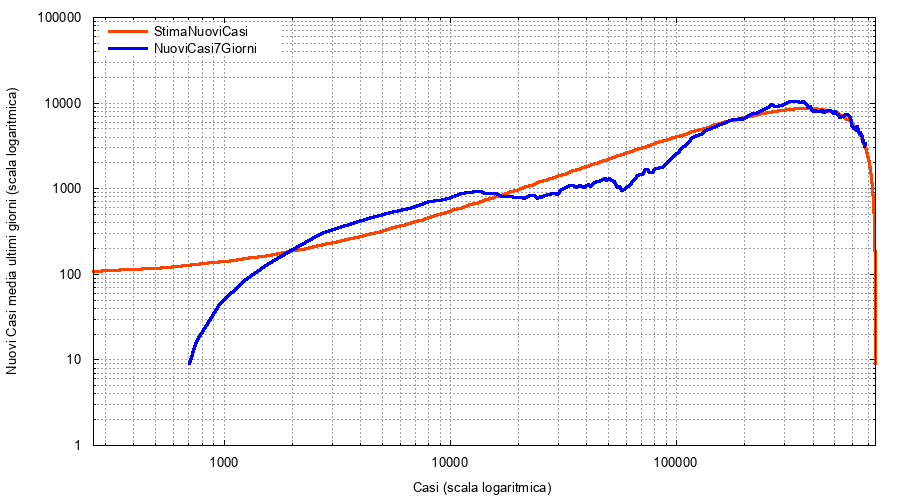 100000
StimaNuoviCasi
NuoviCasi7Giorni
10000
1000
100
10
1
Nuovi Casi media ultimi giorni (scala logaritmica)
1000 10000 100000
Casi (scala logaritmica)